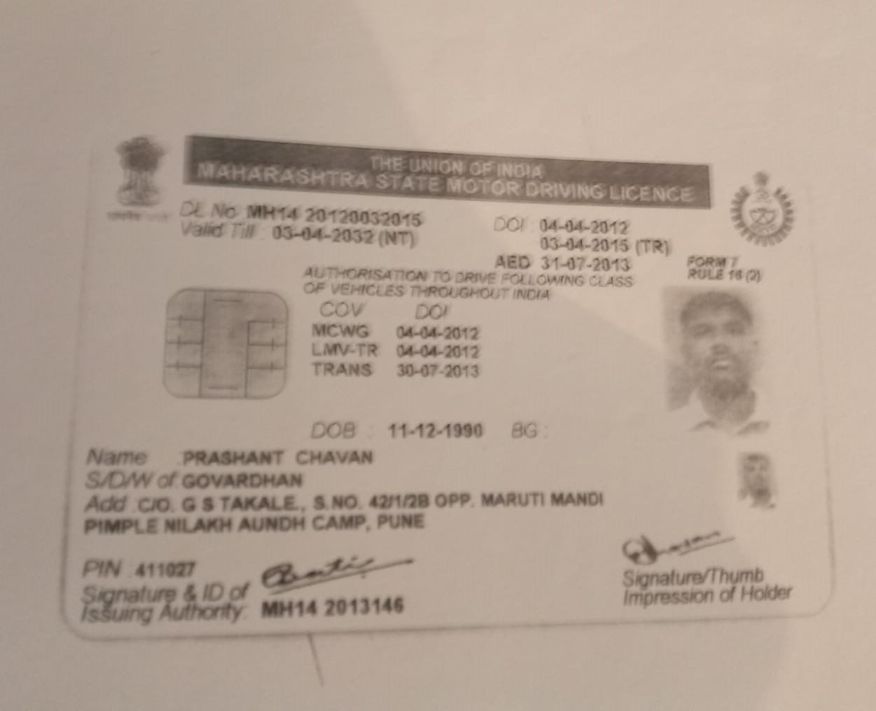 THE UNION OF INDIA
MAHARASHTRA STATE MOTOR DRIVING LICENCE
DL No MH14 20120032015 DOI : 04-04-2012
Valid Till : 03-04-2032 (NT) 03-04-2015 (TR)
AED 31-07-2013 FORM 7
RULE 16 (2)
AUTHORISATION TO DRIVE FOLLOWING CLASS
OF VEHICLES THROUGHOUT INDIA
COV DOI
MCWG 04-04-2012
LMV-TR 04-04-2012
TRANS 30-07-2013
DOB : 11-12-1990 BG :
Name : PRASHANT CHAVAN
S/D/W of GOVARDHAN
Add C/O. G S TAKALE., S.NO. 42/1/2B OPP. MARUTI MANDI
PIMPLE NILAKH AUNDH CAMP, PUNE
PIN : 411027
Signature & ID of
Issuing Authority: MH14 2013146
Signature/Thumb
Impression of Holder